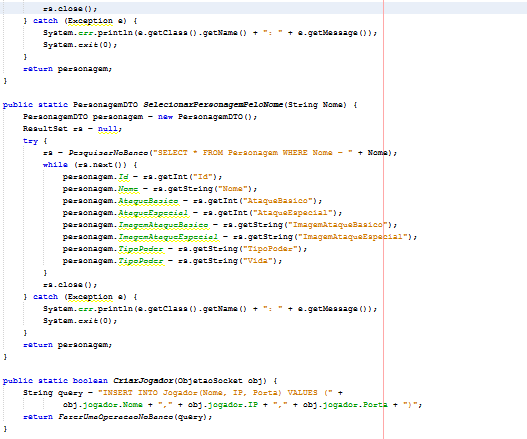 rs.close();
} catch (Exception e) {
System.err.println(e.getClass().getName() + ": " + e.getMessage());
System.exit(0);
}
return personagem;
}
public static PersonagemDTO SelecionarPersonagemPeloNome(String Nome) {
PersonagemDTO personagem = new PersonagemDTO();
ResultSet rs = null;
try {
rs = PesquisarNoBanco("SELECT * FROM Personagem WHERE Nome = " + Nome);
while (rs.next()) {
personagem.Id = rs.getInt("Id");
personagem.Nome = rs.getString("Nome");
personagem.AtaqueBasico = rs.getInt("AtaqueBasico");
personagem.AtaqueEspecial = rs.getInt("AtaqueEspecial");
personagem.ImagemAtaqueBasico = rs.getString("ImagemAtaqueBasico");
personagem.ImagemAtaqueEspecial = rs.getString("ImagemAtaqueEspecial");
personagem.TipoPoder = rs.getString("TipoPoder");
personagem.TipoPoder = rs.getString("Vida");
}
rs.close();
} catch (Exception e) {
System.err.println(e.getClass().getName() + ": " + e.getMessage());
System.exit(0);
}
return personagem;
}
public static boolean CriarJogador(ObjetaoSocket obj) {
String query = "INSERT INTO Jogador(Nome, IP, Porta) VALUES (" +
obj.jogador.Nome + "," + obj.jogador.IP + "," + obj.jogador.Porta + ")";
return FazerUmaOperacaoNoBanco(query);
}